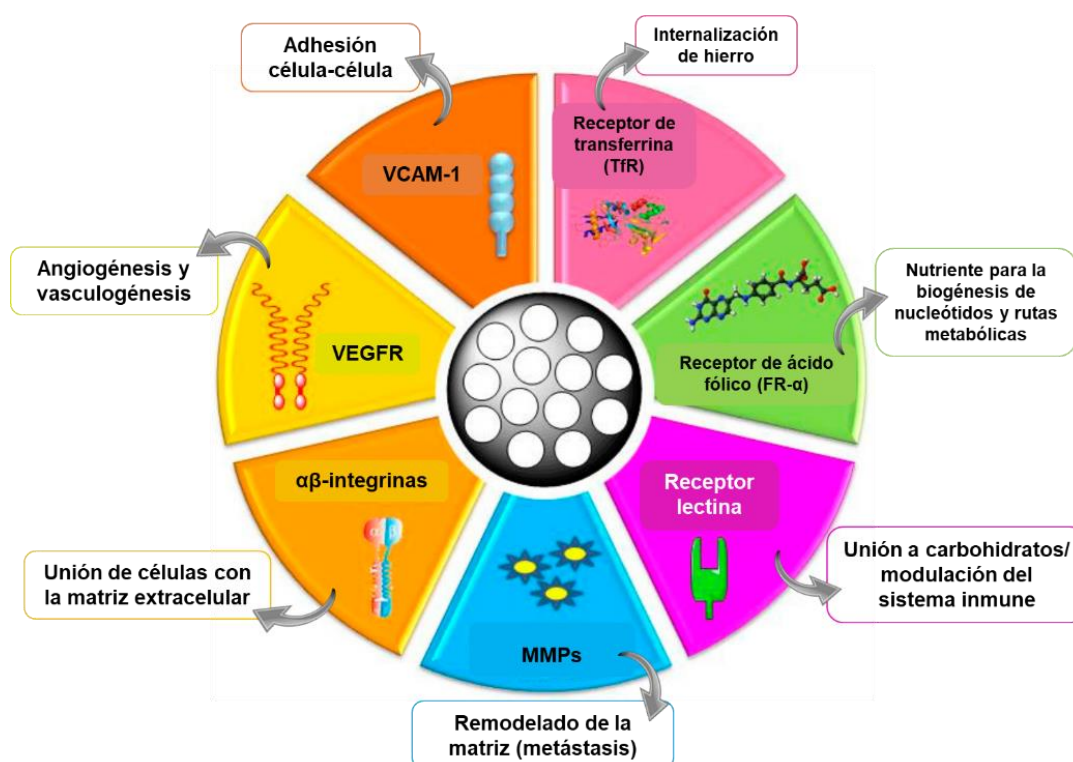 Adhesión
célula-célula
VCAM-1
Internalización
de hierro
Receptor de
transferrina
(TfR)
Nutriente para la
biogénesis de
nucleótidos y rutas
metabólicas
Receptor de ácido
fólico (FR-α)
Receptor
lectina
Unión a carbohidratos/
modulación del
sistema inmune
MMPs
Remodelado de la
matriz (metástasis)
αβ-integrinas
Unión de células con
la matriz extracelular
VEGFR
Angiogénesis y
vasculogénesis